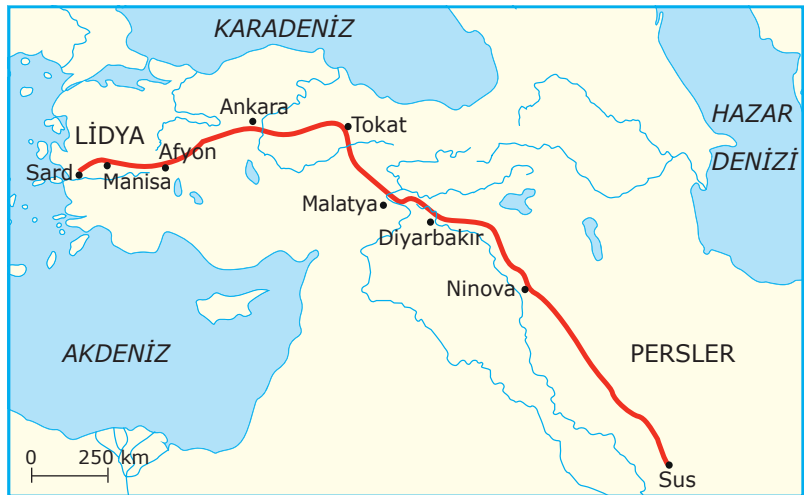 KARADENİZ
Ankara
Tokat
HAZAR
DENİZİ
LİDYA
Afyon
Sard
Manisa
Malatya
Diyarbakır
Ninova
AKDENİZ
PERSLER
0 250 km
Sus